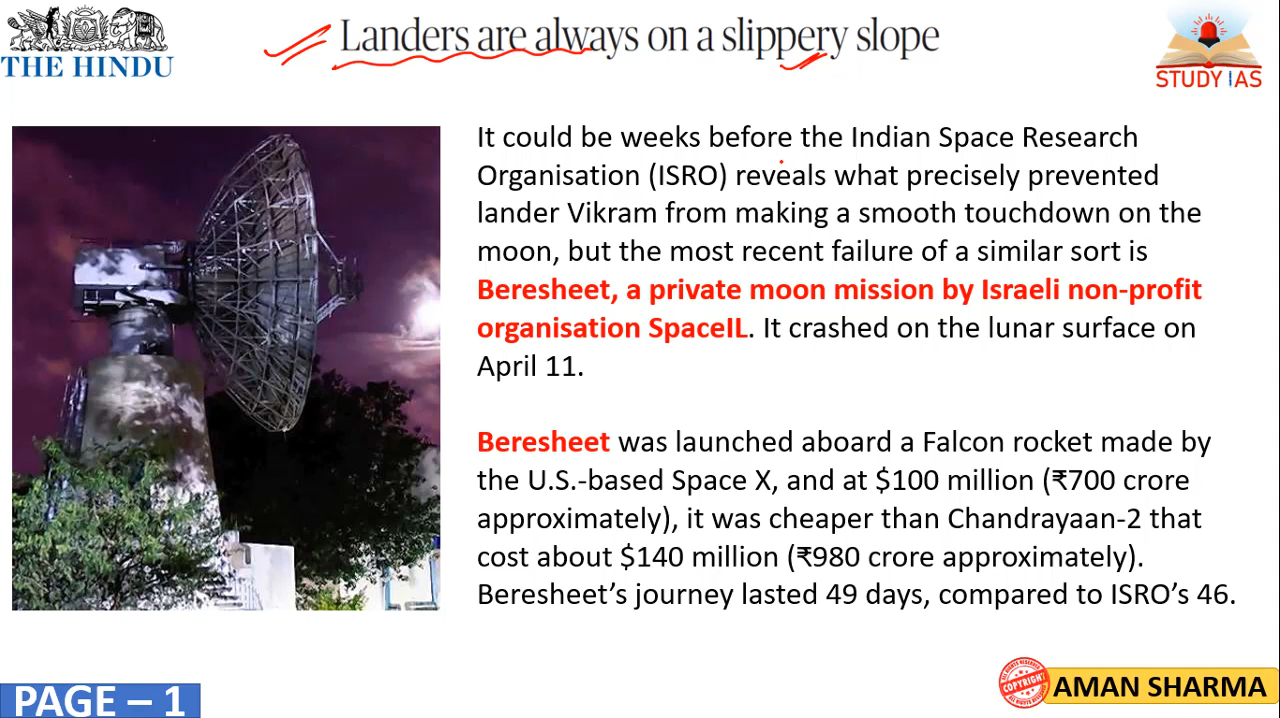 THE HINDU
Landers are always on a slippery slope
STUDY IAS
It could be weeks before the Indian Space Research
Organisation (ISRO) reveals what precisely prevented
lander Vikram from making a smooth touchdown on the
moon, but the most recent failure of a similar sort is
Beresheet, a private moon mission by Israeli non-profit
organisation SpaceIL. It crashed on the lunar surface on
April 11.
Beresheet was launched aboard a Falcon rocket made by
the U.S.-based Space X, and at $100 million (₹700 crore
approximately), it was cheaper than Chandrayaan-2 that
cost about $140 million (₹980 crore approximately).
Beresheet’s journey lasted 49 days, compared to ISRO’s 46.
PAGE – 1
COPYRIGHT
AMAN SHARMA